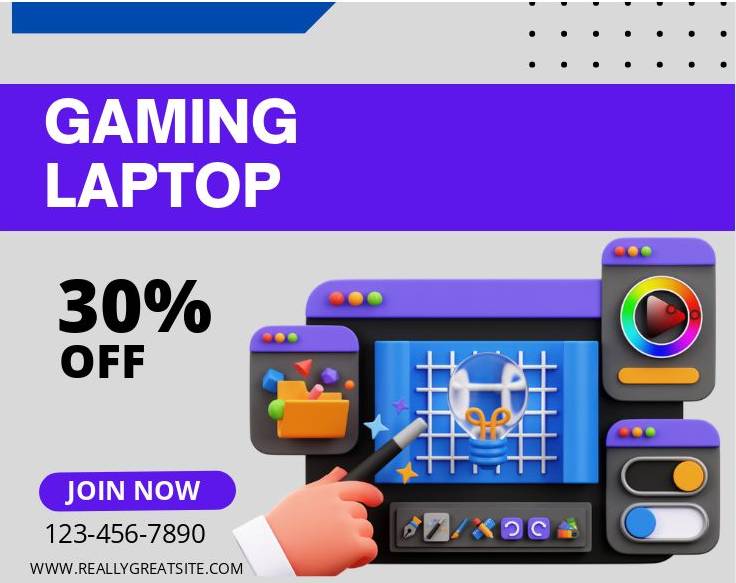 GAMING
LAPTOP
30%
OFF
JOIN NOW
123-456-7890
WWW.REALLYGREATSITE.COM